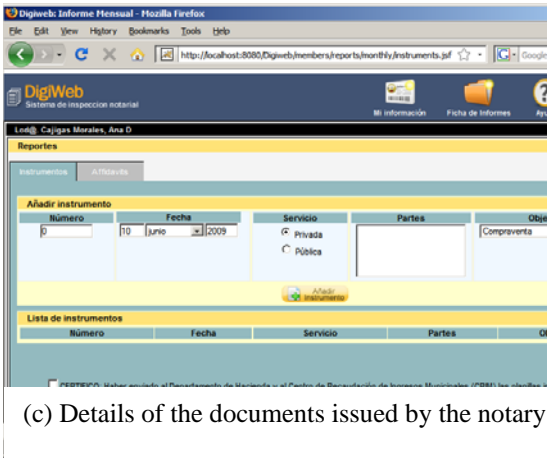 Digiweb: Informe Mensual - Mozilla Firefox
File Edit View History Bookmarks Tools Help
http://localhost:8080/Digiweb/members/reports/monthly/instruments.jsf Google
DigiWeb
Sistema de inspeccion notarial
Mi información Ficha de Informes Ayu
Lcd@. Cajigas Morales, Ana D
Reportes
Instrumentos Affidavits
Añadir instrumento
Número Fecha Servicio Partes Obje
0 10 junio 2009 Privada Compraventa
Pública
Añadir
instrumento
Lista de instrumentos
Número Fecha Servicio Partes Ob
CERTIFICO: Haber enviado al Departamento de Hacienda y al Centro de Recaudación de Ingresos Municipales (CRIM) las planillas
(c) Details of the documents issued by the notary